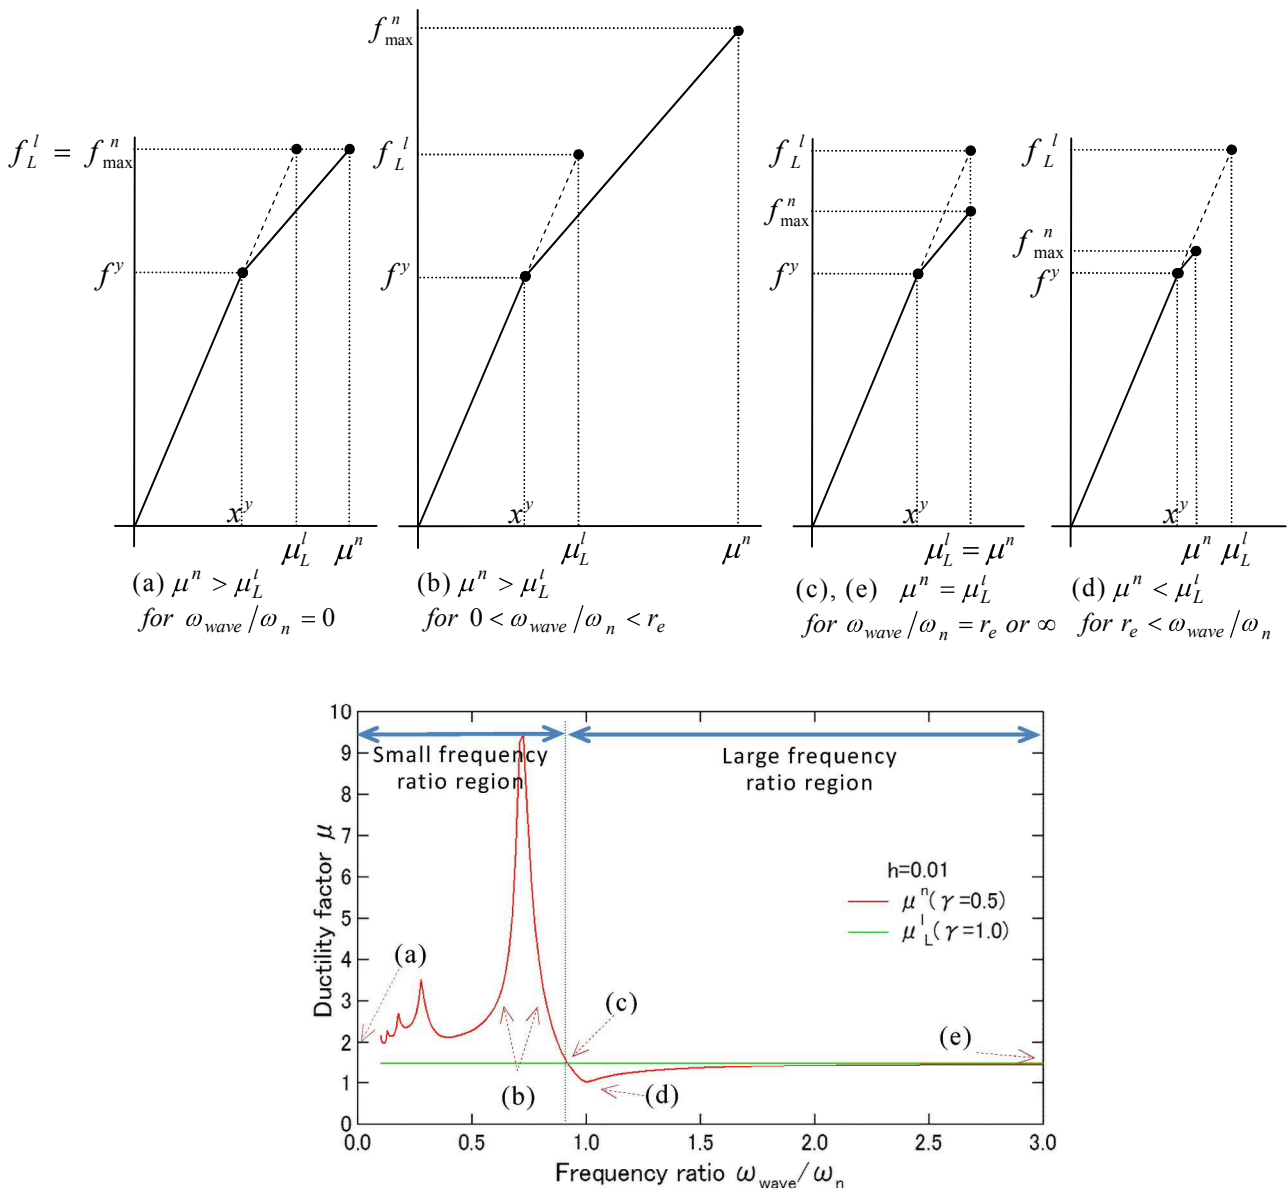 f_L^l = f_max^n
f^y
x^y
μ_L^l μ^n
(a) μ^n > μ_L^l
for ω_wave/ω_n = 0
f_max^n
f_L^l
f^y
x^y
μ_L^l μ^n
(b) μ^n > μ_L^l
for 0 < ω_wave/ω_n < r_e
f_L^l
f_max^n
f^y
x^y
μ_L^l = μ^n
(c), (e) μ^n = μ_L^l
for ω_wave/ω_n = r_e or ∞
f_L^l
f_max^n
f^y
x^y
μ^n μ_L^l
(d) μ^n < μ_L^l
for r_e < ω_wave/ω_n
10
9
8
7
6
5
4
3
2
1
0
Ductility factor μ
Small frequency
ratio region
Large frequency
ratio region
h=0.01
μ^n(γ=0.5)
μ_L^l(γ=1.0)
(a)
(b)
(c)
(d)
(e)
0.0 0.5 1.0 1.5 2.0 2.5 3.0
Frequency ratio ω_wave/ω_n